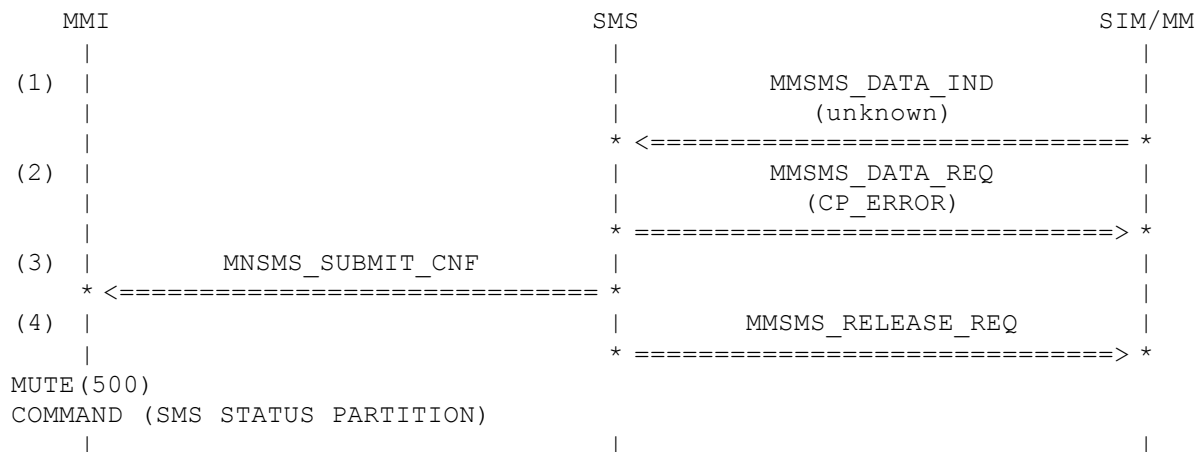 MMI SMS SIM/MM
| | |
(1) | | MMSMS_DATA_IND |
| | (unknown) |
| * <============================== *
(2) | | MMSMS_DATA_REQ |
| | (CP_ERROR) |
| * ==============================> *
(3) | MNSMS_SUBMIT_CNF | |
* <============================== * |
(4) | | MMSMS_RELEASE_REQ |
| * ==============================> *
MUTE(500)
COMMAND (SMS STATUS PARTITION)
| | |